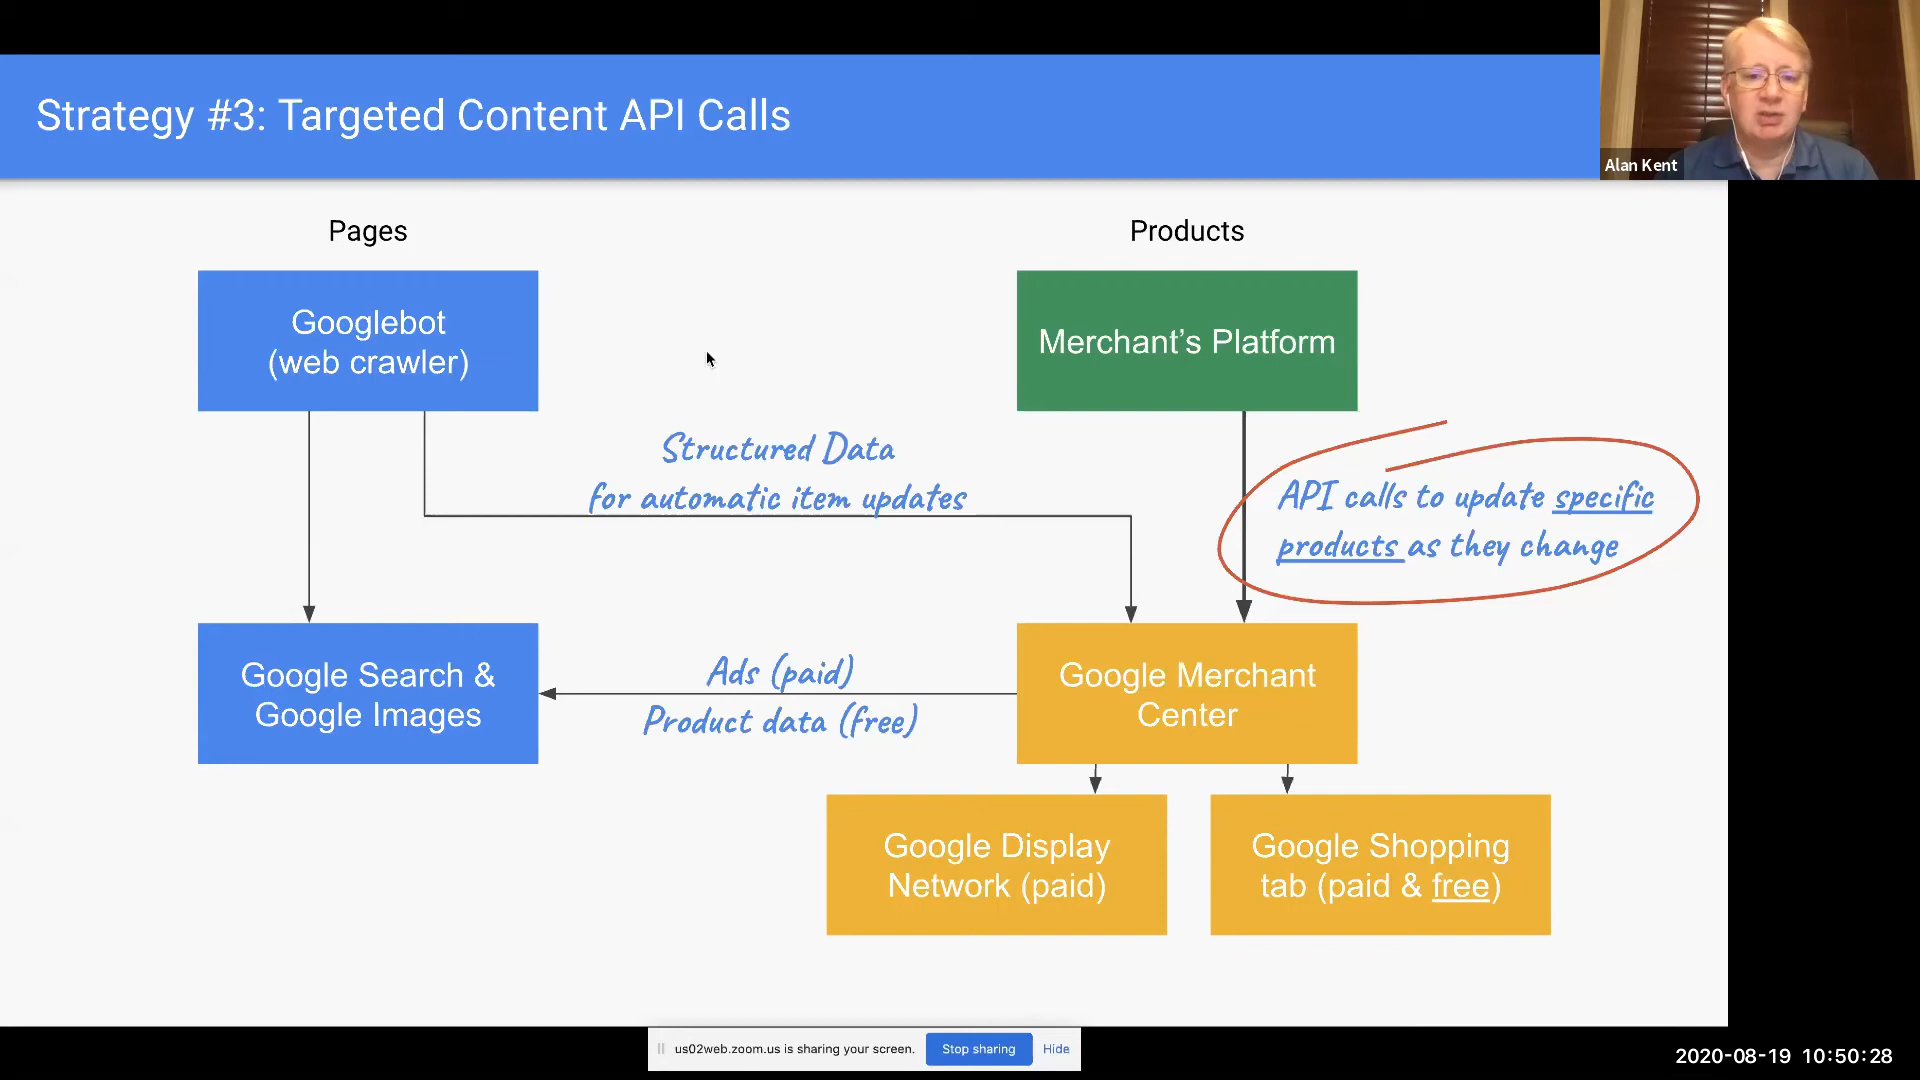 Strategy #3: Targeted Content API Calls
Alan Kent
Pages
Products
Googlebot
(web crawler)
Merchant’s Platform
Structured Data
for automatic item updates
API calls to update specific
products as they change
Google Search &
Google Images
Ads (paid)
Product data (free)
Google Merchant
Center
Google Display
Network (paid)
Google Shopping
tab (paid & free)
us02web.zoom.us is sharing your screen.
Stop sharing
Hide
2020-08-19 10:50:28